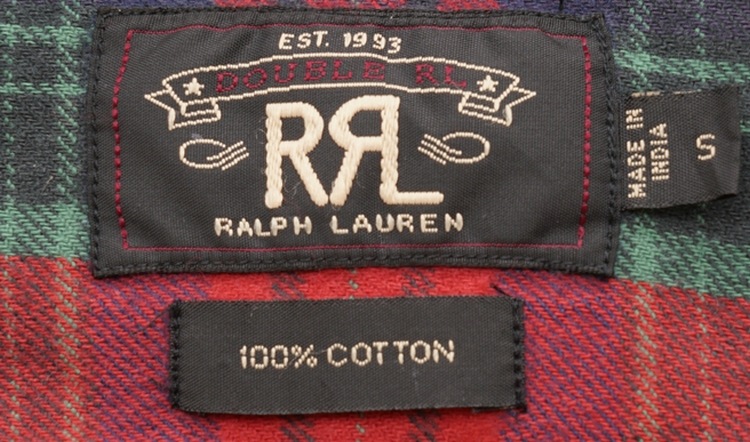 EST. 1993
DOUBLE RL
RRL
RALPH LAUREN
MADE IN
INDIA
S
100% COTTON